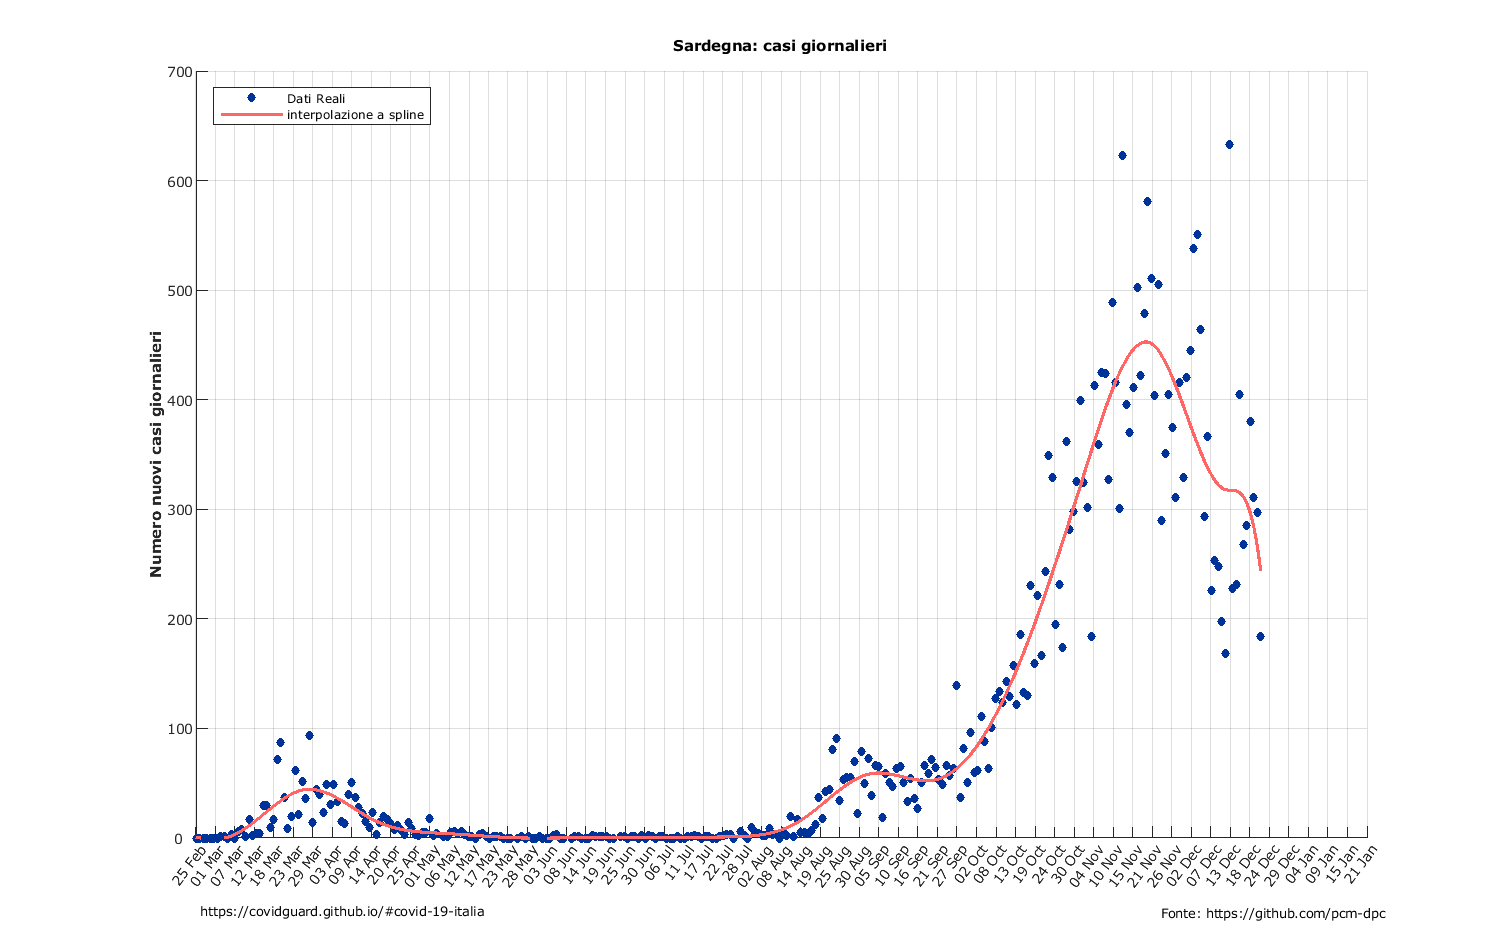 Sardegna: casi giornalieri
700
600
500
400
300
200
100
0
Numero nuovi casi giornalieri
Dati Reali
interpolazione a spline
25 Feb
01 Mar
07 Mar
12 Mar
18 Mar
23 Mar
29 Mar
03 Apr
09 Apr
14 Apr
20 Apr
25 Apr
01 May
06 May
12 May
17 May
23 May
28 May
03 Jun
08 Jun
14 Jun
19 Jun
25 Jun
30 Jun
06 Jul
11 Jul
17 Jul
22 Jul
28 Jul
02 Aug
08 Aug
14 Aug
19 Aug
25 Aug
30 Aug
05 Sep
10 Sep
16 Sep
21 Sep
27 Sep
02 Oct
08 Oct
13 Oct
19 Oct
24 Oct
30 Oct
04 Nov
10 Nov
15 Nov
21 Nov
26 Nov
02 Dec
07 Dec
13 Dec
18 Dec
24 Dec
29 Dec
04 Jan
09 Jan
15 Jan
21 Jan
https://covidguard.github.io/#covid-19-italia
Fonte: https://github.com/pcm-dpc